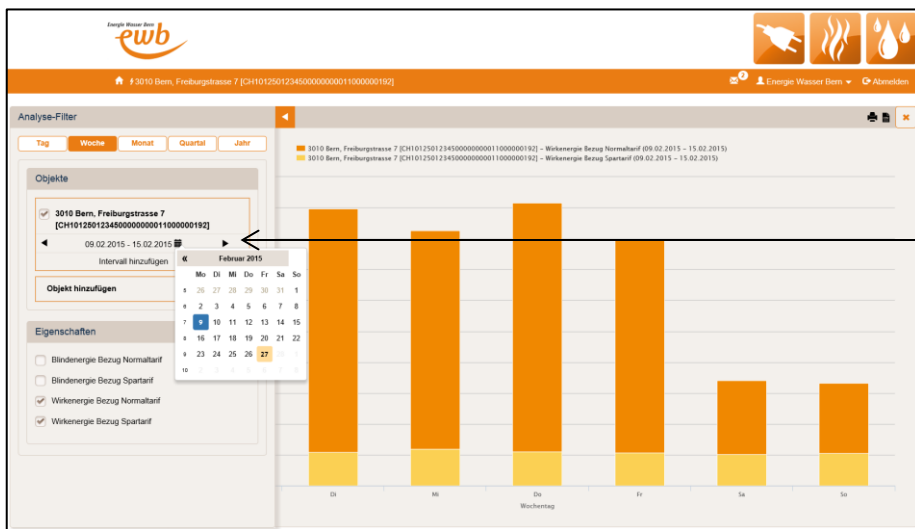 Energie Wasser Bern
ewb
3010 Bern, Freiburgstrasse 7 [CH1012501234500000000011000000192]
2
Energie Wasser Bern
Abmelden
Analyse-Filter
Tag
Woche
Monat
Quartal
Jahr
Objekte
3010 Bern, Freiburgstrasse 7
[CH1012501234500000000011000000192]
09.02.2015 - 15.02.2015
Intervall hinzufügen
Objekt hinzufügen
« Februar 2015
Mo Di Mi Do Fr Sa So
5 26 27 28 29 30 31 1
6 2 3 4 5 6 7 8
7 9 10 11 12 13 14 15
8 16 17 18 19 20 21 22
9 23 24 25 26 27 28 1
10 2 3 4 5 6 7 8
Eigenschaften
Blindenergie Bezug Normaltarif
Blindenergie Bezug Spartarif
Wirkenergie Bezug Normaltarif
Wirkenergie Bezug Spartarif
3010 Bern, Freiburgstrasse 7 [CH1012501234500000000011000000192] – Wirkenergie Bezug Normaltarif (09.02.2015 – 15.02.2015)
3010 Bern, Freiburgstrasse 7 [CH1012501234500000000011000000192] – Wirkenergie Bezug Spartarif (09.02.2015 – 15.02.2015)
Di Mi Do Fr Sa So
Wochentag